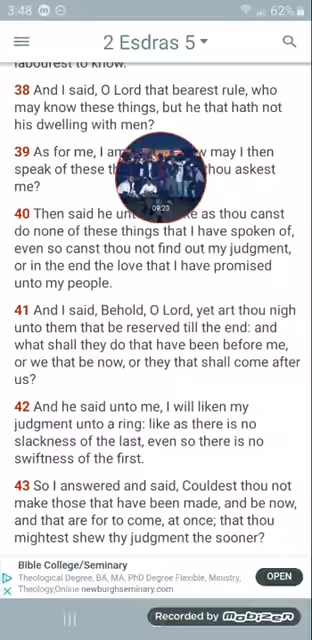 3:48
62%
2 Esdras 5
labourest to know.
38 And I said, O Lord that bearest rule, who
may know these things, but he that hath not
his dwelling with men?
39 As for me, I am may I then
speak of these thou askest
me?
40 Then said he as thou canst
do none of these things that I have spoken of,
even so canst thou not find out my judgment,
or in the end the love that I have promised
unto my people.
09:23
41 And I said, Behold, O Lord, yet art thou nigh
unto them that be reserved till the end: and
what shall they do that have been before me,
or we that be now, or they that shall come after
us?
42 And he said unto me, I will liken my
judgment unto a ring: like as there is no
slackness of the last, even so there is no
swiftness of the first.
43 So I answered and said, Couldest thou not
make those that have been made, and be now,
and that are for to come, at once; that thou
mightest shew thy judgment the sooner?
Bible College/Seminary
Theological Degree, BA, MA, PhD Degree Flexible, Ministry,
Theology,Online newburghseminary.com
OPEN
Recorded by mobizen